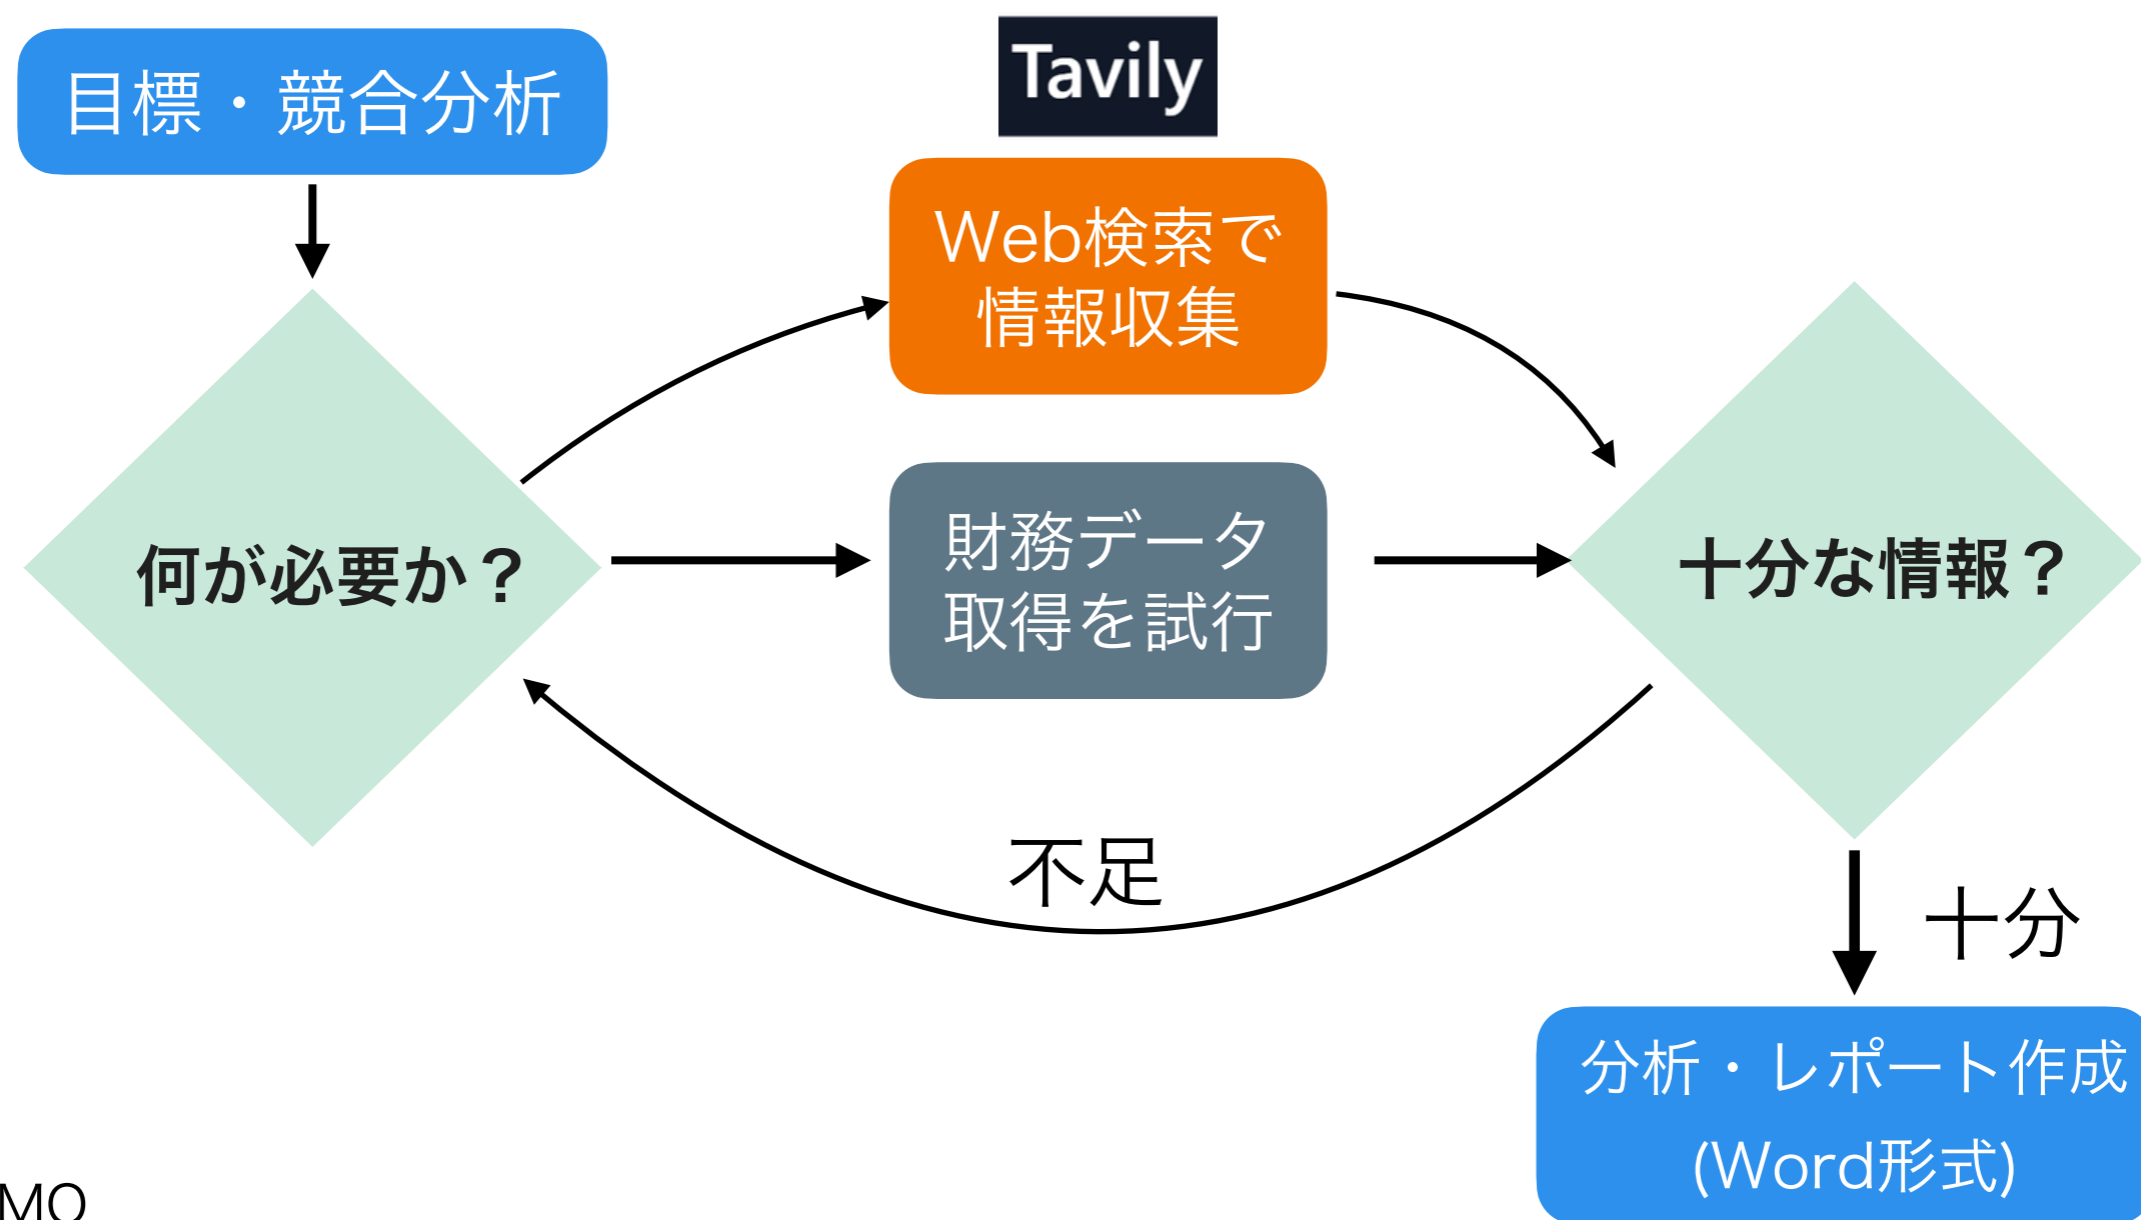 目標・競合分析
Tavily
Web検索で
情報収集
何が必要か？
財務データ
取得を試行
十分な情報？
不足
十分
分析・レポート作成
(Word形式)
MO